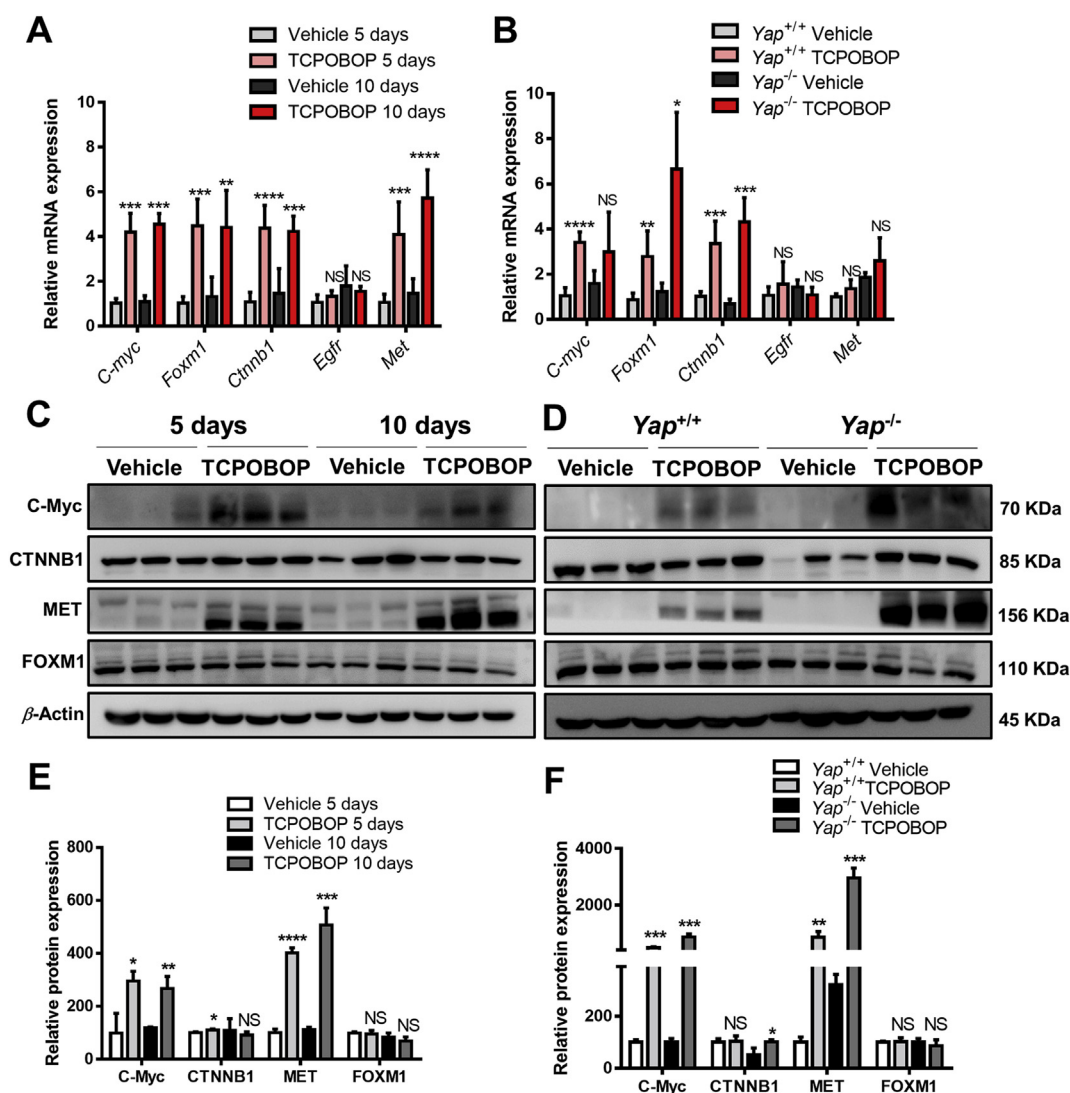 A
Vehicle 5 days
TCPOBOP 5 days
Vehicle 10 days
TCPOBOP 10 days
Relative mRNA expression
10
8
6
4
2
0
*** *** *** ** **** *** NS NS *** ****
C-myc Foxm1 Ctnnb1 Egfr Met
B
Yap+/+ Vehicle
Yap+/+ TCPOBOP
Yap-/- Vehicle
Yap-/- TCPOBOP
Relative mRNA expression
10
8
6
4
2
0
**** NS ** * *** *** NS NS NS NS
C-myc Foxm1 Ctnnb1 Egfr Met
C
5 days 10 days
Vehicle TCPOBOP Vehicle TCPOBOP
C-Myc
CTNNB1
MET
FOXM1
β-Actin
D
Yap+/+ Yap-/-
Vehicle TCPOBOP Vehicle TCPOBOP
70 KDa
85 KDa
156 KDa
110 KDa
45 KDa
E
Vehicle 5 days
TCPOBOP 5 days
Vehicle 10 days
TCPOBOP 10 days
Relative protein expression
800
600
400
200
0
* ** * NS **** *** NS NS
C-Myc CTNNB1 MET FOXM1
F
Yap+/+ Vehicle
Yap+/+TCPOBOP
Yap-/- Vehicle
Yap-/- TCPOBOP
Relative protein expression
4000
2000
200
0
*** *** NS * ** *** NS NS
C-Myc CTNNB1 MET FOXM1